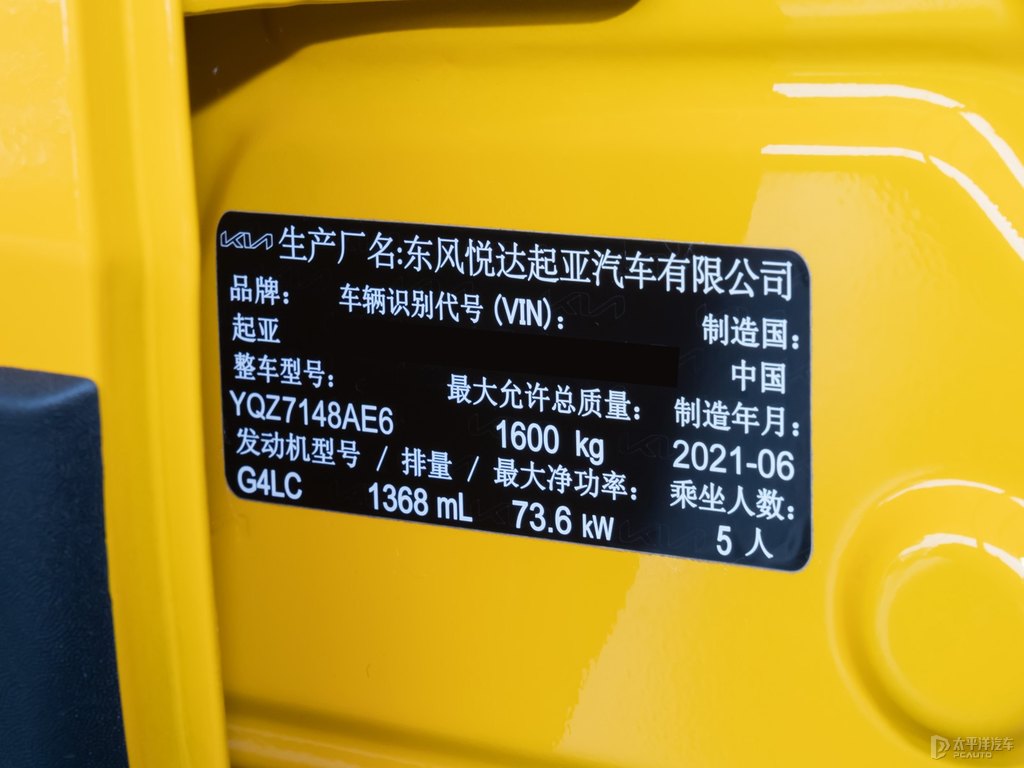 KIA 生产厂名:东风悦达起亚汽车有限公司
品牌: 车辆识别代号(VIN): 制造国:
起亚 中国
整车型号: 最大允许总质量: 制造年月:
YQZ7148AE6 1600 kg 2021-06
发动机型号 / 排量 / 最大净功率: 乘坐人数:
G4LC 1368 mL 73.6 kW 5 人
太平洋汽车
PCAUTO